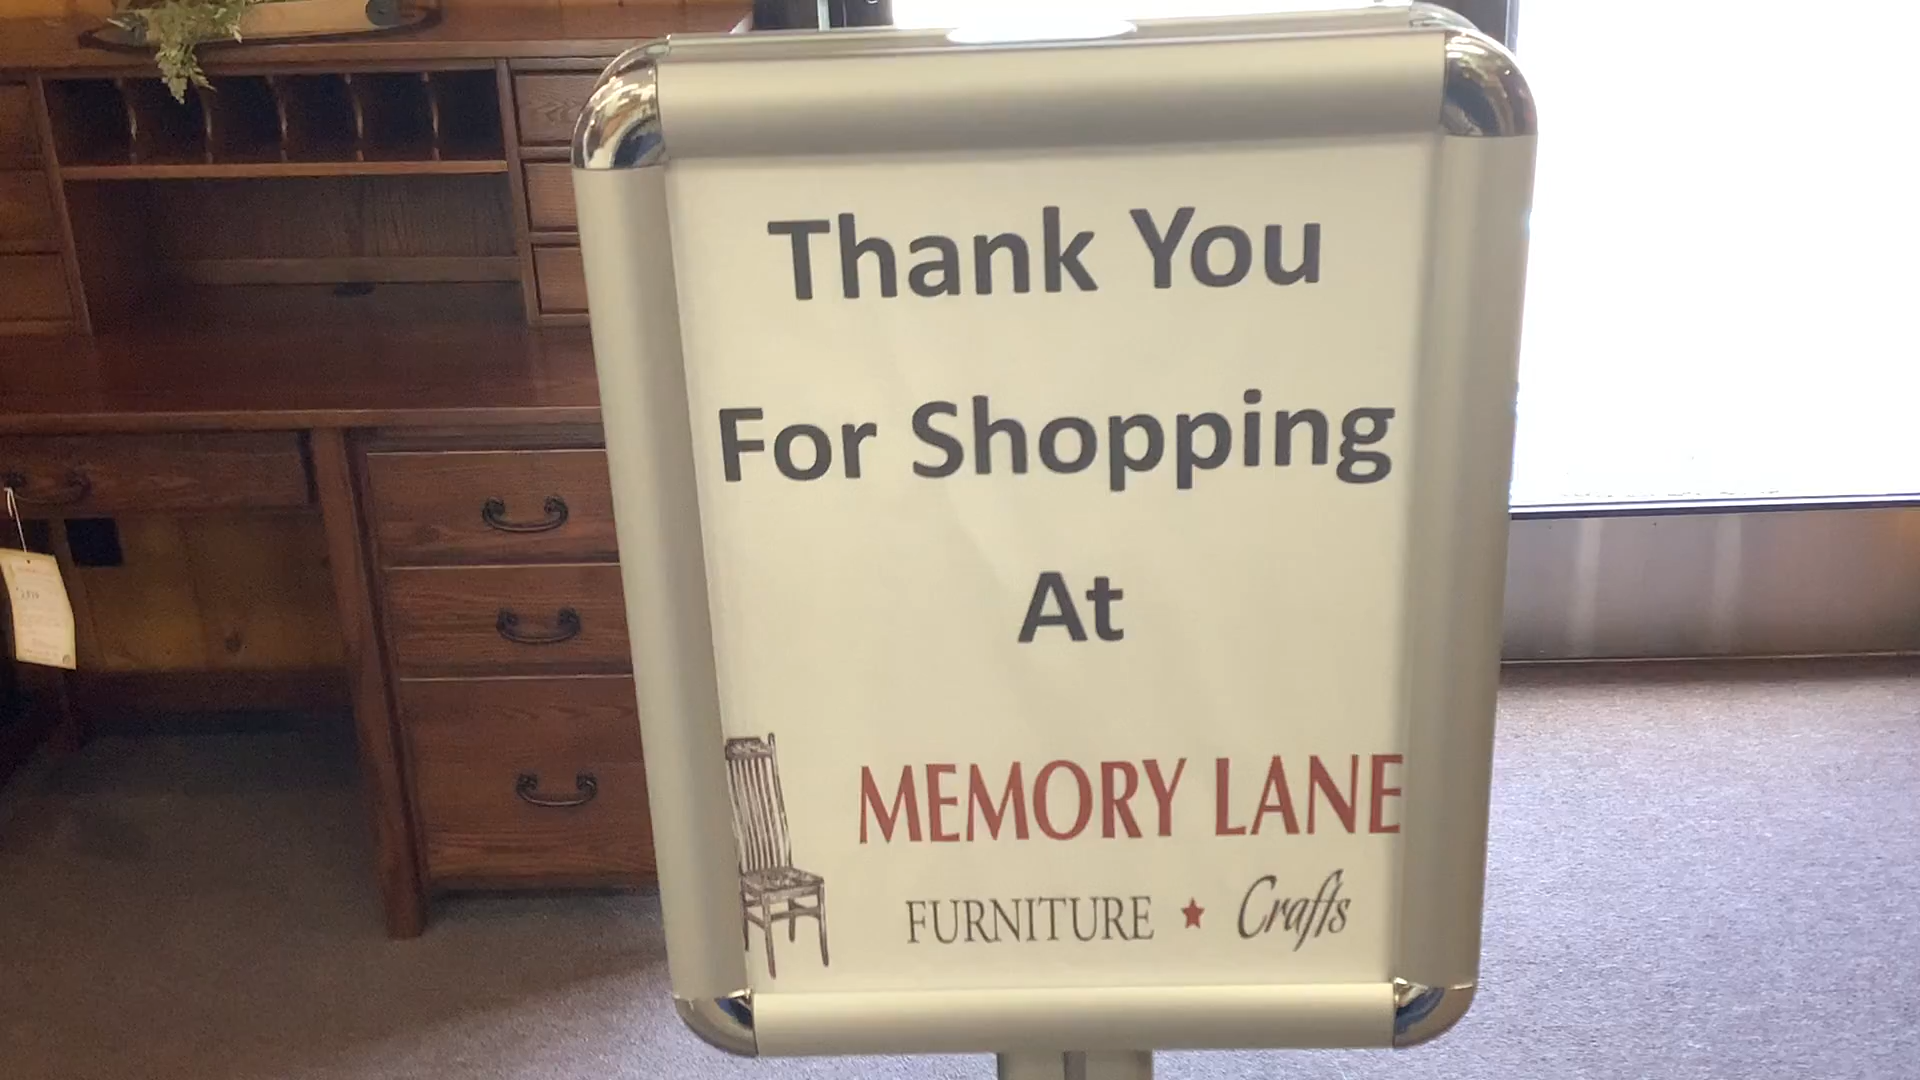 Thank You
For Shopping
At
MEMORY LANE
FURNITURE ★ Crafts